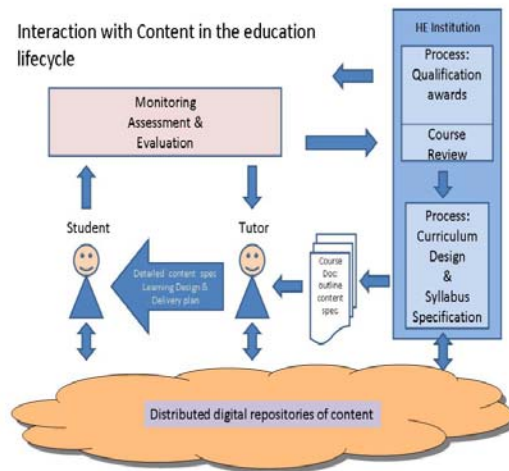 Interaction with Content in the education
lifecycle
HE Institution
Process:
Qualification
awards
Course
Review
Monitoring
Assessment &
Evaluation
Student
Tutor
Process:
Curriculum
Design
&
Syllabus
Specification
Detailed content spec
Learning Design &
Delivery plan
Course
Doc:
outline
content
spec
Distributed digital repositories of content